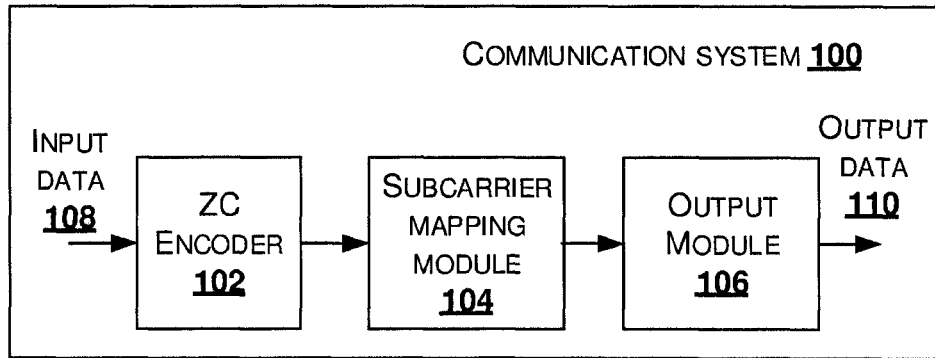 COMMUNICATION SYSTEM 100
INPUT
DATA
108
ZC
ENCODER
102
SUBCARRIER
MAPPING
MODULE
104
OUTPUT
MODULE
106
OUTPUT
DATA
110